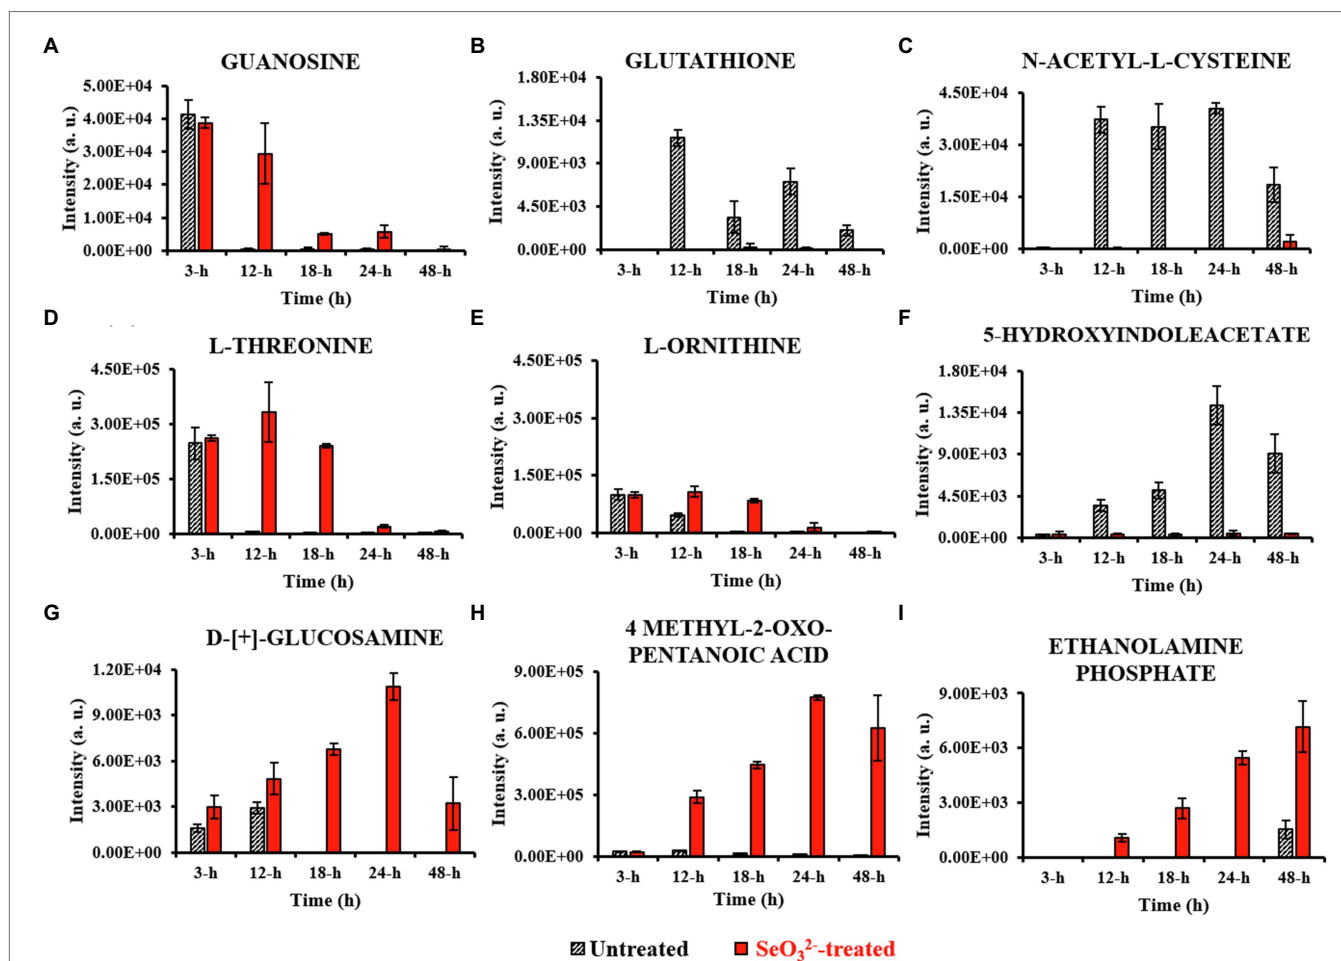 A
GUANOSINE
Intensity (a. u.)
5.00E+04
4.00E+04
3.00E+04
2.00E+04
1.00E+04
0.00E+00
3-h 12-h 18-h 24-h 48-h
Time (h)
B
GLUTATHIONE
Intensity (a. u.)
1.80E+04
1.35E+04
9.00E+03
4.50E+03
0.00E+00
3-h 12-h 18-h 24-h 48-h
Time (h)
C
N-ACETYL-L-CYSTEINE
Intensity (a. u.)
4.50E+04
3.00E+04
1.50E+04
0.00E+00
3-h 12-h 18-h 24-h 48-h
Time (h)
D
L-THREONINE
Intensity (a. u.)
4.50E+05
3.00E+05
1.50E+05
0.00E+00
3-h 12-h 18-h 24-h 48-h
Time (h)
E
L-ORNITHINE
Intensity (a. u.)
4.50E+05
3.00E+05
1.50E+05
0.00E+00
3-h 12-h 18-h 24-h 48-h
Time (h)
F
5-HYDROXYINDOLEACETATE
Intensity (a. u.)
1.80E+04
1.35E+04
9.00E+03
4.50E+03
0.00E+00
3-h 12-h 18-h 24-h 48-h
Time (h)
G
D-[+]-GLUCOSAMINE
Intensity (a. u.)
1.20E+04
9.00E+03
6.00E+03
3.00E+03
0.00E+00
3-h 12-h 18-h 24-h 48-h
Time (h)
H
4 METHYL-2-OXO-
PENTANOIC ACID
Intensity (a. u.)
9.00E+05
6.00E+05
3.00E+05
0.00E+00
3-h 12-h 18-h 24-h 48-h
Time (h)
I
ETHANOLAMINE
PHOSPHATE
Intensity (a. u.)
9.00E+03
6.00E+03
3.00E+03
0.00E+00
3-h 12-h 18-h 24-h 48-h
Time (h)
Untreated SeO₃²⁻-treated